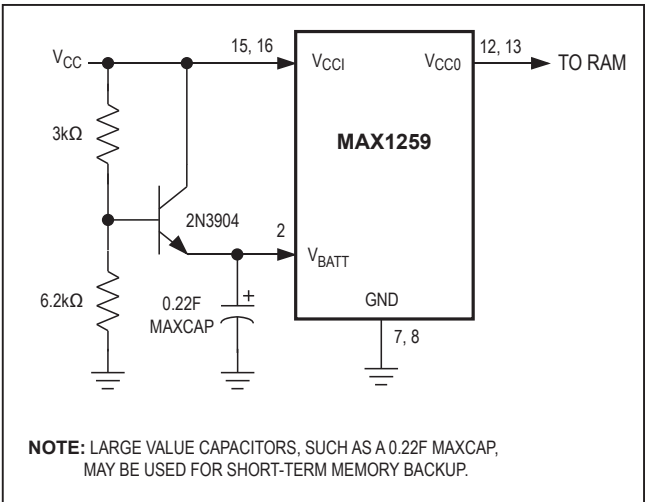 VCC
15, 16
VCCI
VCC0
12, 13
TO RAM
3kΩ
MAX1259
2N3904
2
VBATT
6.2kΩ
0.22F
MAXCAP
+
GND
7, 8
NOTE: LARGE VALUE CAPACITORS, SUCH AS A 0.22F MAXCAP,
MAY BE USED FOR SHORT-TERM MEMORY BACKUP.